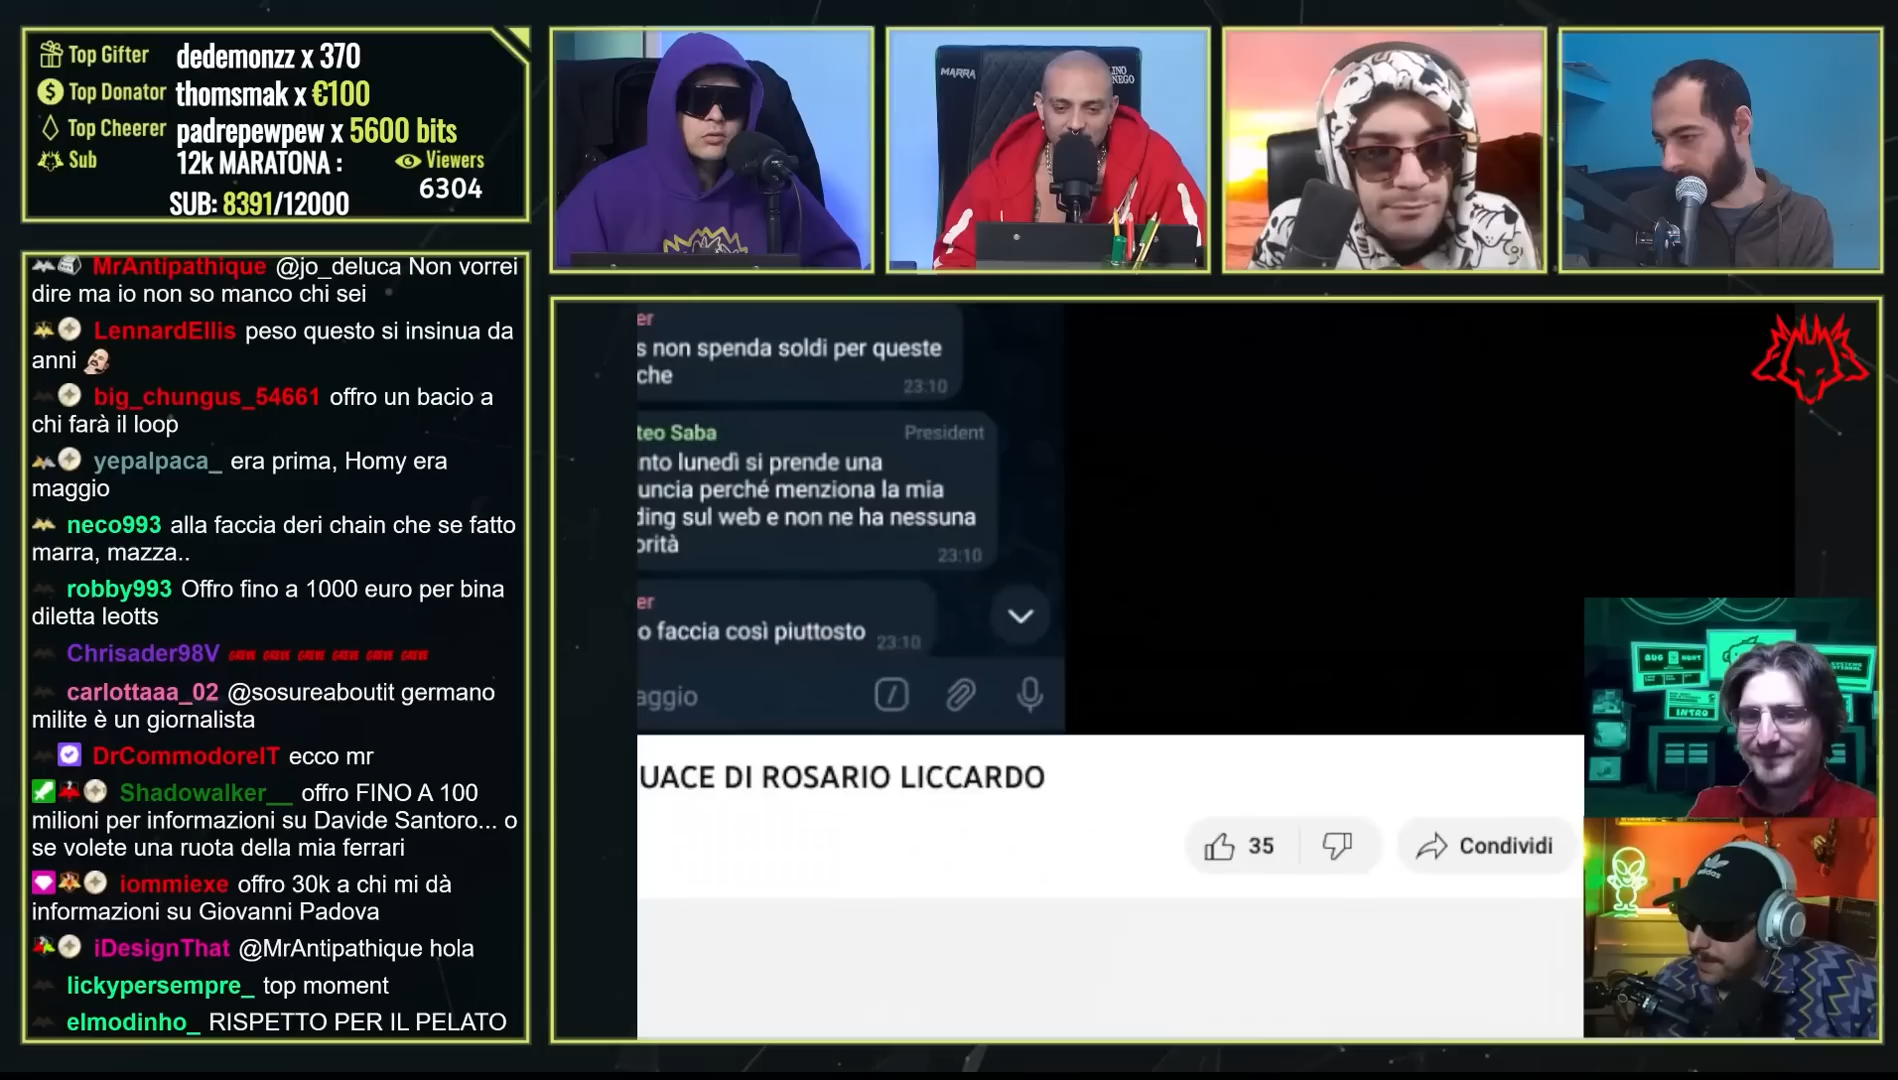 Top Gifter dedemonzz x 370
Top Donator thomsmak x €100
Top Cheerer padrepewpew x 5600 bits
Sub 12k MARATONA : Viewers
SUB: 8391/12000 6304
MrAntipathique @jo_deluca Non vorrei
dire ma io non so manco chi sei
LennardEllis peso questo si insinua da
anni
big_chungus_54661 offro un bacio a
chi farà il loop
yepalpaca_ era prima, Homy era
maggio
neco993 alla faccia deri chain che se fatto
marra, mazza..
robby993 Offro fino a 1000 euro per bina
diletta leotts
Chrisader98V
carlottaaa_02 @sosureaboutit germano
milite è un giornalista
DrCommodoreIT ecco mr
Shadowalker__ offro FINO A 100
milioni per informazioni su Davide Santoro... o
se volete una ruota della mia ferrari
iommiexe offro 30k a chi mi dà
informazioni su Giovanni Padova
iDesignThat @MrAntipathique hola
lickypersempre_ top moment
elmodinho_ RISPETTO PER IL PELATO
MARRA
adidas
er
s non spenda soldi per queste
che
23:10
teo Saba President
nto lunedì si prende una
uncia perché menziona la mia
ding sul web e non ne ha nessuna
orità
23:10
er
o faccia così piuttosto 23:10
aggio
UACE DI ROSARIO LICCARDO
35 Condividi
BUG HUNT
INTRO